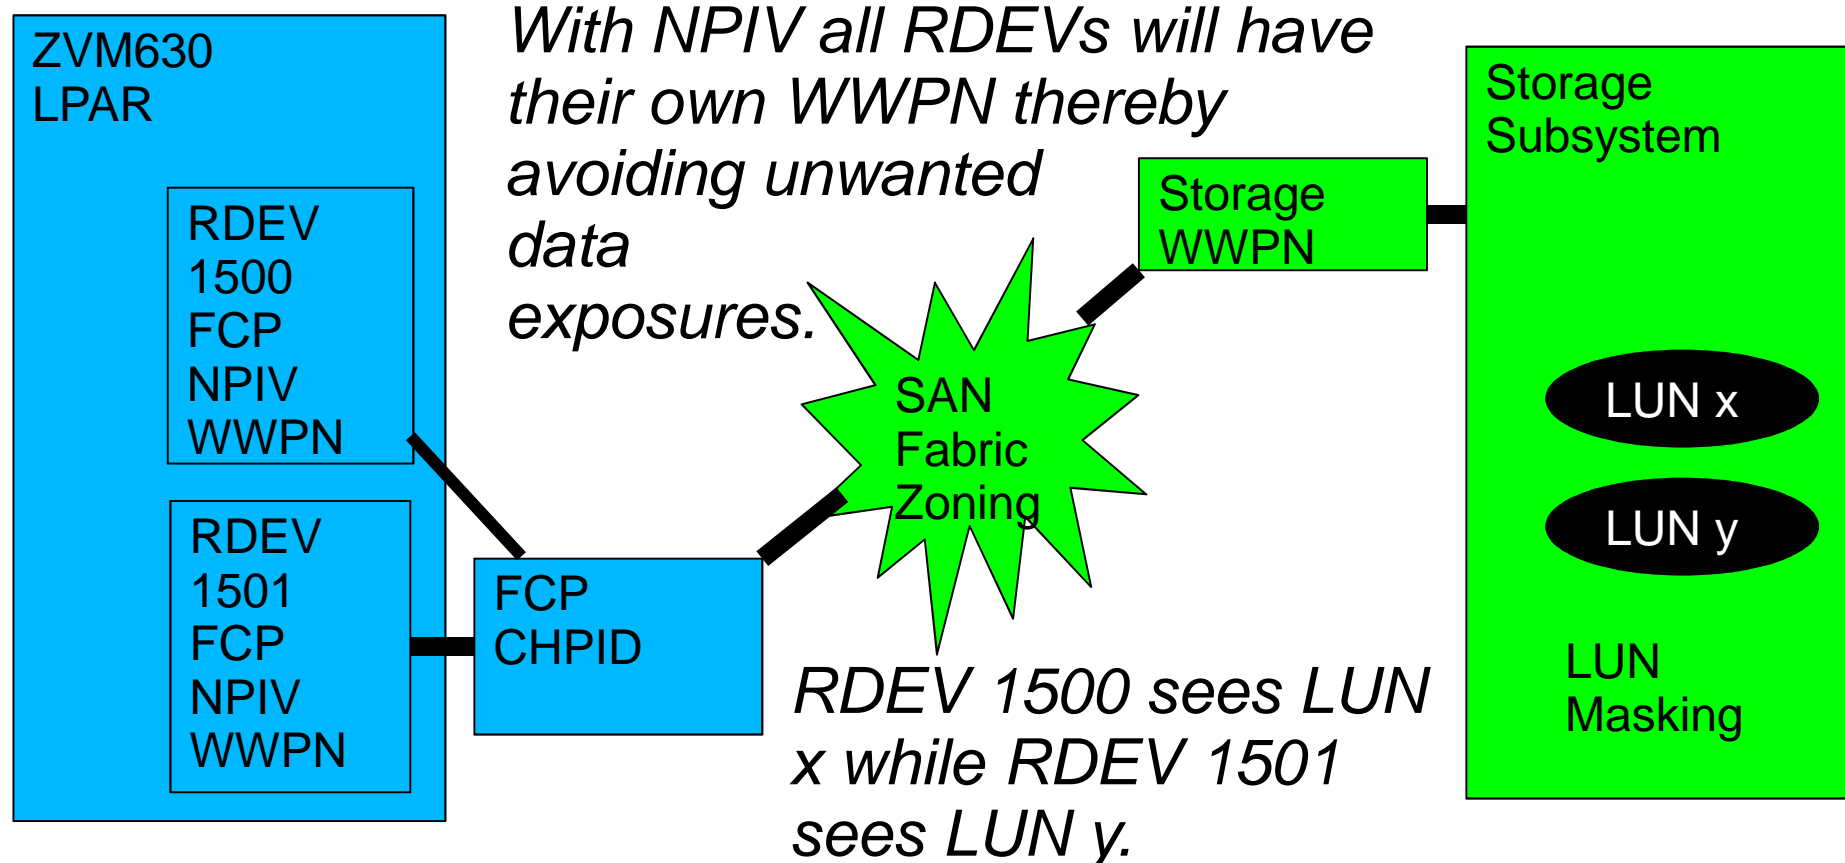 ZVM630
LPAR
RDEV
1500
FCP
NPIV
WWPN
RDEV
1501
FCP
NPIV
WWPN
With NPIV all RDEVs will have
their own WWPN thereby
avoiding unwanted
data
exposures.
FCP
CHPID
SAN
Fabric
Zoning
Storage
WWPN
RDEV 1500 sees LUN
x while RDEV 1501
sees LUN y.
Storage
Subsystem
LUN x
LUN y
LUN
Masking